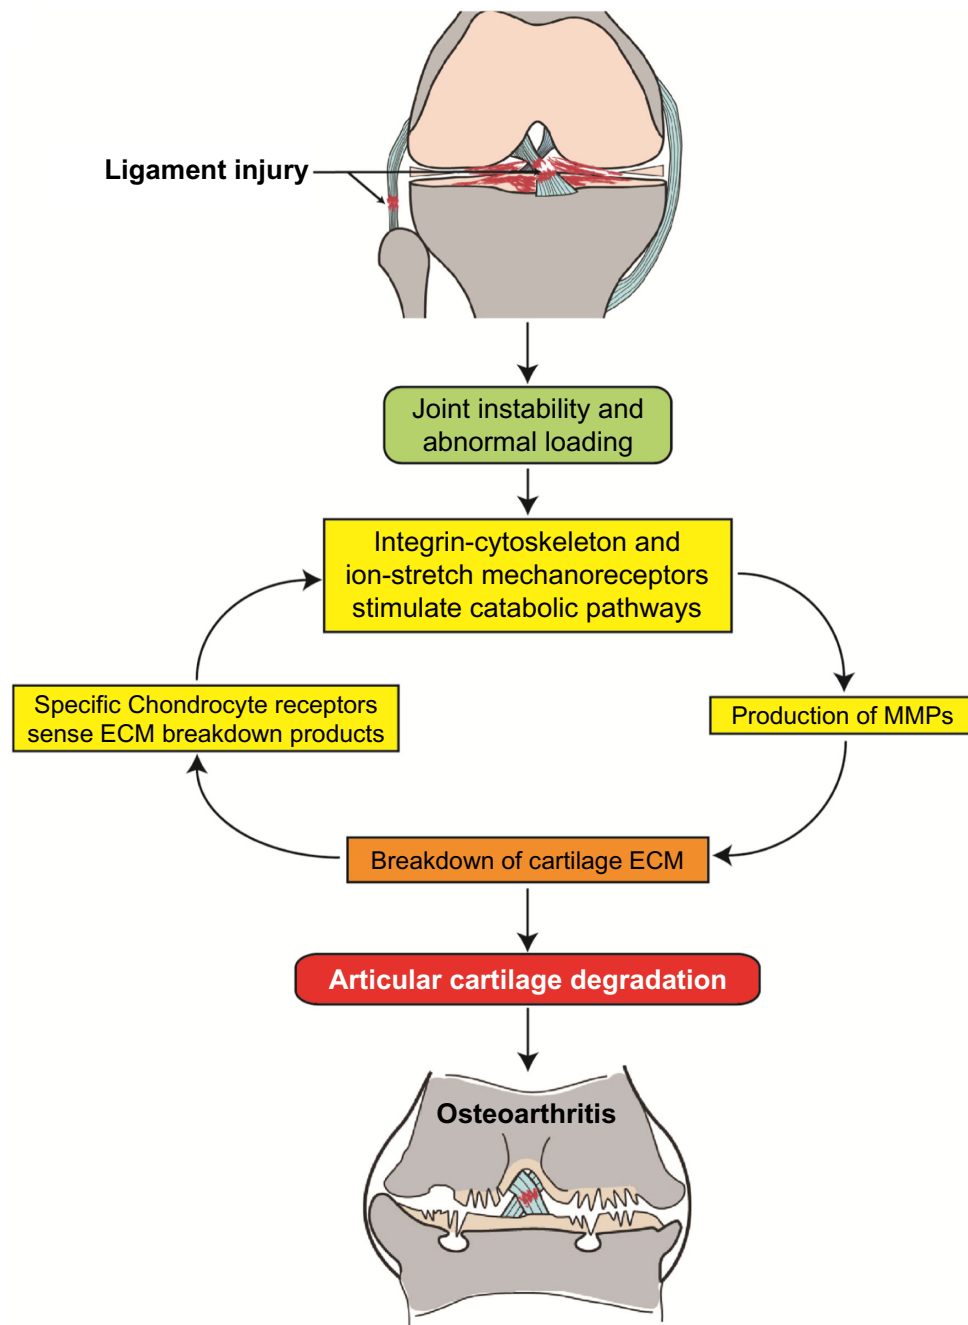 Ligament injury
Joint instability and
abnormal loading
Integrin-cytoskeleton and
ion-stretch mechanoreceptors
stimulate catabolic pathways
Specific Chondrocyte receptors
sense ECM breakdown products
Production of MMPs
Breakdown of cartilage ECM
Articular cartilage degradation
Osteoarthritis